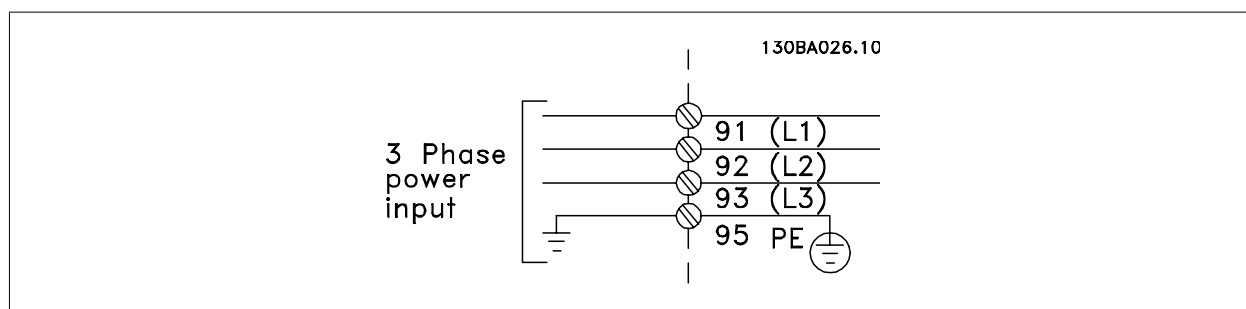 130BA026.10
3 Phase
power
input
91 (L1)
92 (L2)
93 (L3)
95 PE